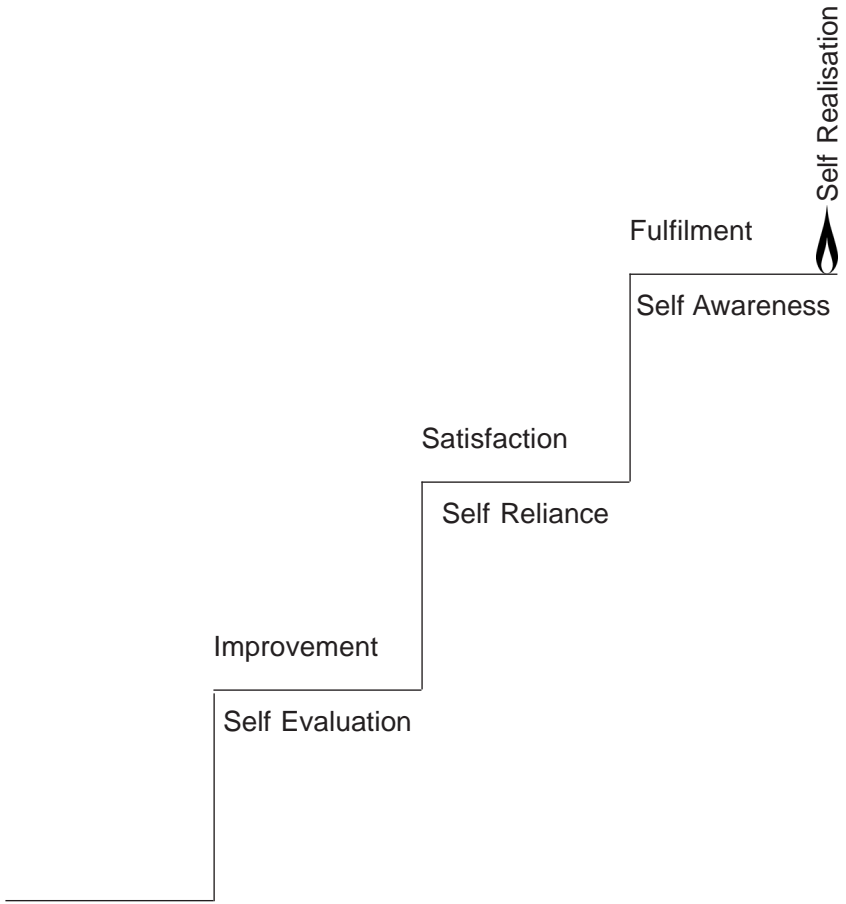 Self Realisation
Fulfilment
Self Awareness
Satisfaction
Self Reliance
Improvement
Self Evaluation